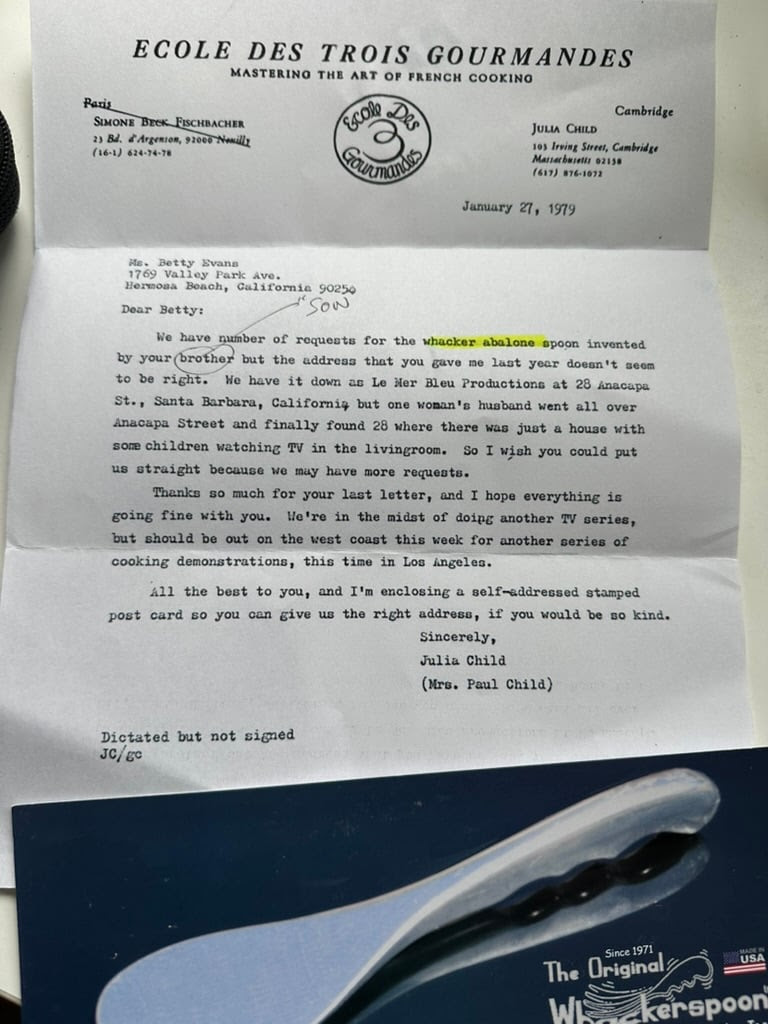 ECOLE DES TROIS GOURMANDES
MASTERING THE ART OF FRENCH COOKING
Paris
SIMONE BECK FISCHBACHER
23 Bd. d'Argenson, 92000 Neuilly
(16-1) 624-74-78
Ecole Des
3
Gourmandes
Cambridge
JULIA CHILD
103 Irving Street, Cambridge
Massachusetts 02138
(617) 876-1072
January 27, 1979
Ms. Betty Evans
1769 Valley Park Ave.
Hermosa Beach, California 90250
Dear Betty:
"SON
We have number of requests for the whacker abalone spoon invented
by your brother but the address that you gave me last year doesn't seem
to be right. We have it down as Le Mer Bleu Productions at 28 Anacapa
St., Santa Barbara, California, but one woman's husband went all over
Anacapa Street and finally found 28 where there was just a house with
some children watching TV in the livingroom. So I wish you could put
us straight because we may have more requests.
Thanks so much for your last letter, and I hope everything is
going fine with you. We're in the midst of doing another TV series,
but should be out on the west coast this week for another series of
cooking demonstrations, this time in Los Angeles.
All the best to you, and I'm enclosing a self-addressed stamped
post card so you can give us the right address, if you would be so kind.
Sincerely,
Julia Child
(Mrs. Paul Child)
Dictated but not signed
JC/gc
Since 1971
The Original
Whackerspoon
MADE IN
USA